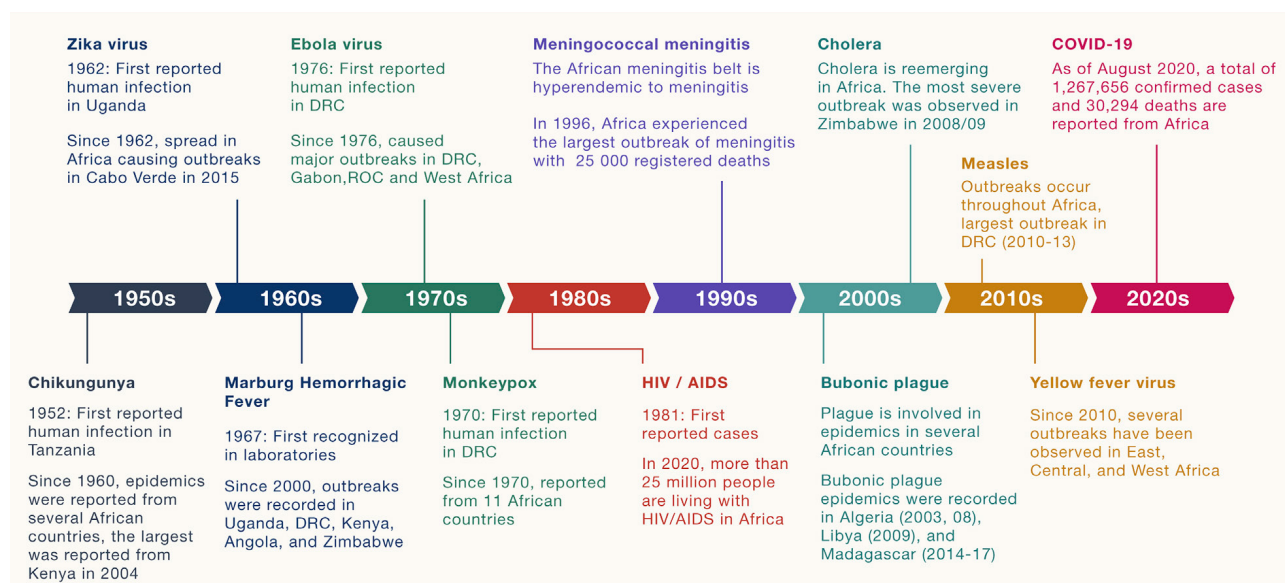 Zika virus
1962: First reported
human infection
in Uganda
Since 1962, spread in
Africa causing outbreaks
in Cabo Verde in 2015
Ebola virus
1976: First reported
human infection
in DRC
Since 1976, caused
major outbreaks in DRC,
Gabon,ROC and West Africa
Meningococcal meningitis
The African meningitis belt is
hyperendemic to meningitis
In 1996, Africa experienced
the largest outbreak of meningitis
with 25 000 registered deaths
Cholera
Cholera is reemerging
in Africa. The most severe
outbreak was observed in
Zimbabwe in 2008/09
COVID-19
As of August 2020, a total of
1,267,656 confirmed cases
and 30,294 deaths are
reported from Africa
Measles
Outbreaks occur
throughout Africa,
largest outbreak in
DRC (2010-13)
1950s
1960s
1970s
1980s
1990s
2000s
2010s
2020s
Chikungunya
1952: First reported
human infection in
Tanzania
Since 1960, epidemics
were reported from
several African
countries, the largest
was reported from
Kenya in 2004
Marburg Hemorrhagic
Fever
1967: First recognized
in laboratories
Since 2000, outbreaks
were recorded in
Uganda, DRC, Kenya,
Angola, and Zimbabwe
Monkeypox
1970: First reported
human infection
in DRC
Since 1970, reported
from 11 African
countries
HIV / AIDS
1981: First
reported cases
In 2020, more than
25 million people
are living with
HIV/AIDS in Africa
Bubonic plague
Plague is involved in
epidemics in several
African countries
Bubonic plague
epidemics were recorded
in Algeria (2003, 08),
Libya (2009), and
Madagascar (2014-17)
Yellow fever virus
Since 2010, several
outbreaks have been
observed in East,
Central, and West Africa